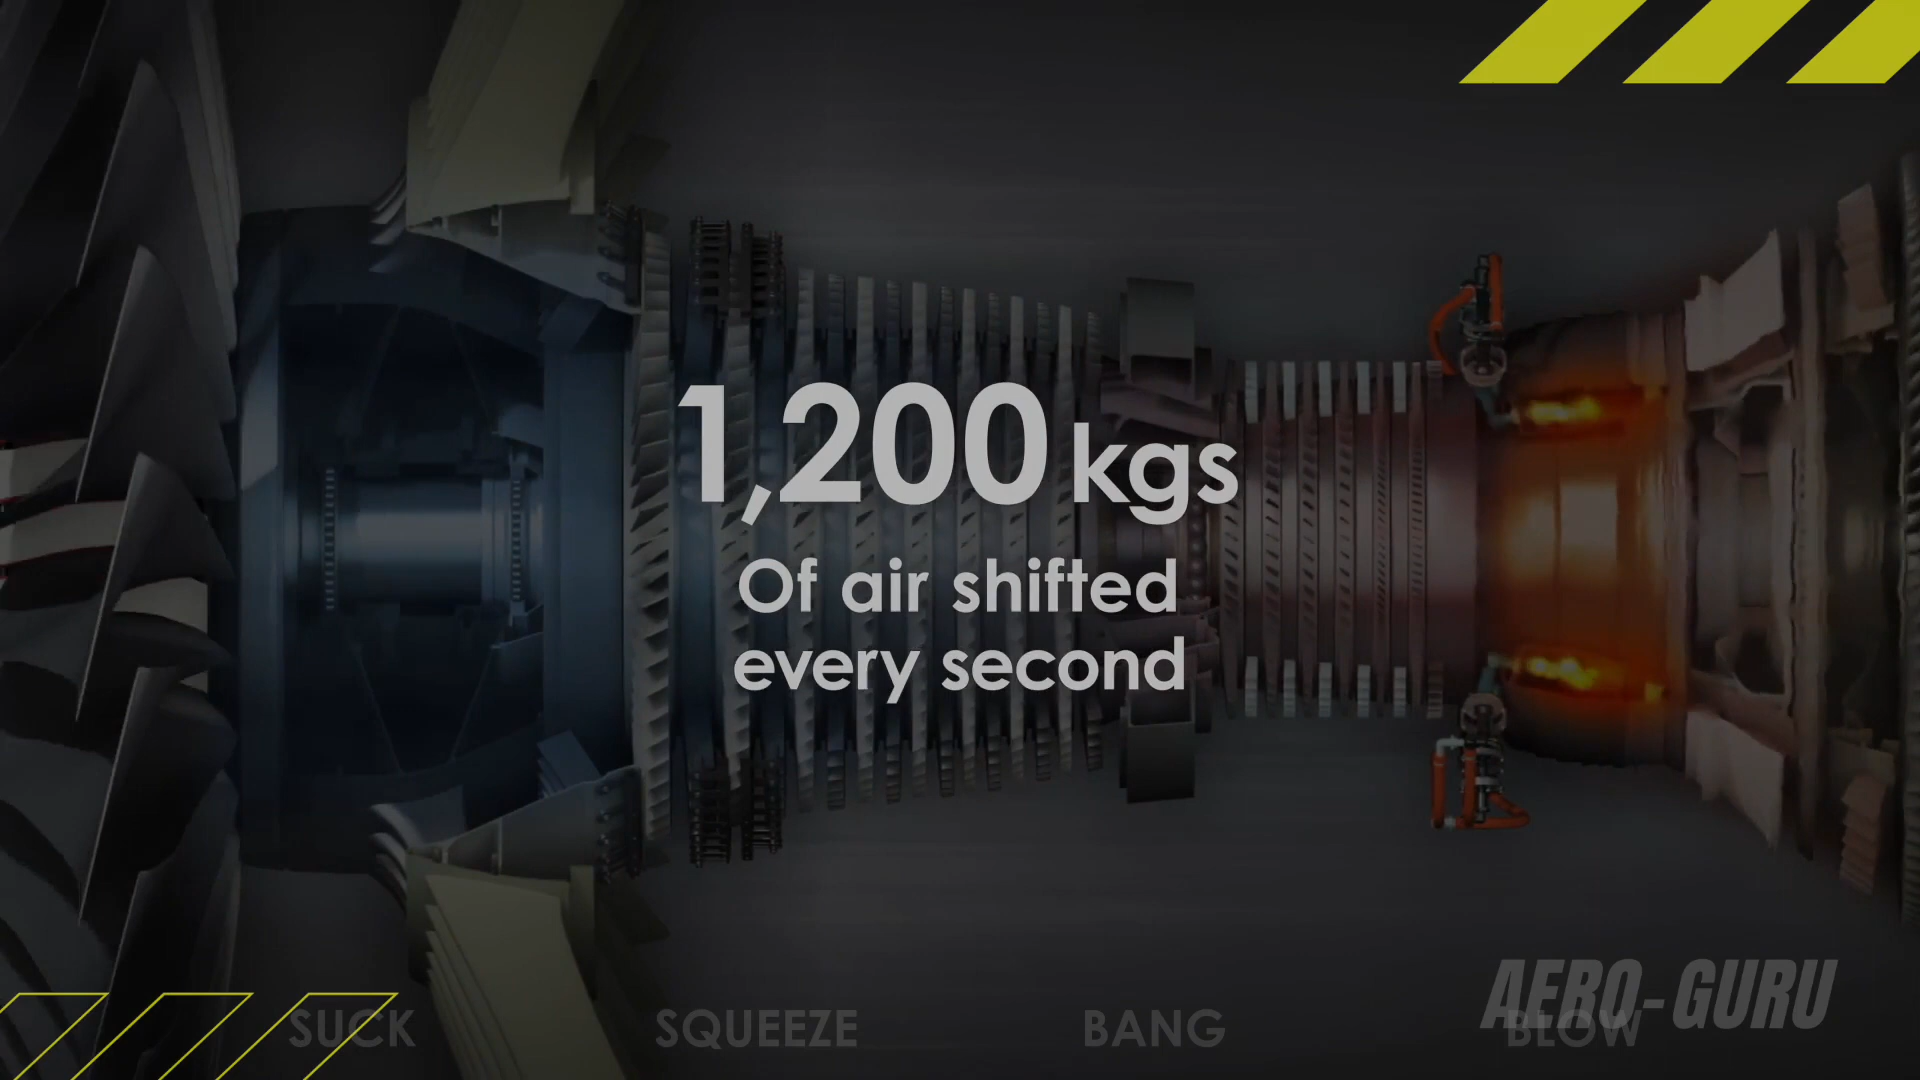 1,200 kgs
Of air shifted
every second
AERO-GURU
SUCK
SQUEEZE
BANG
BLOW